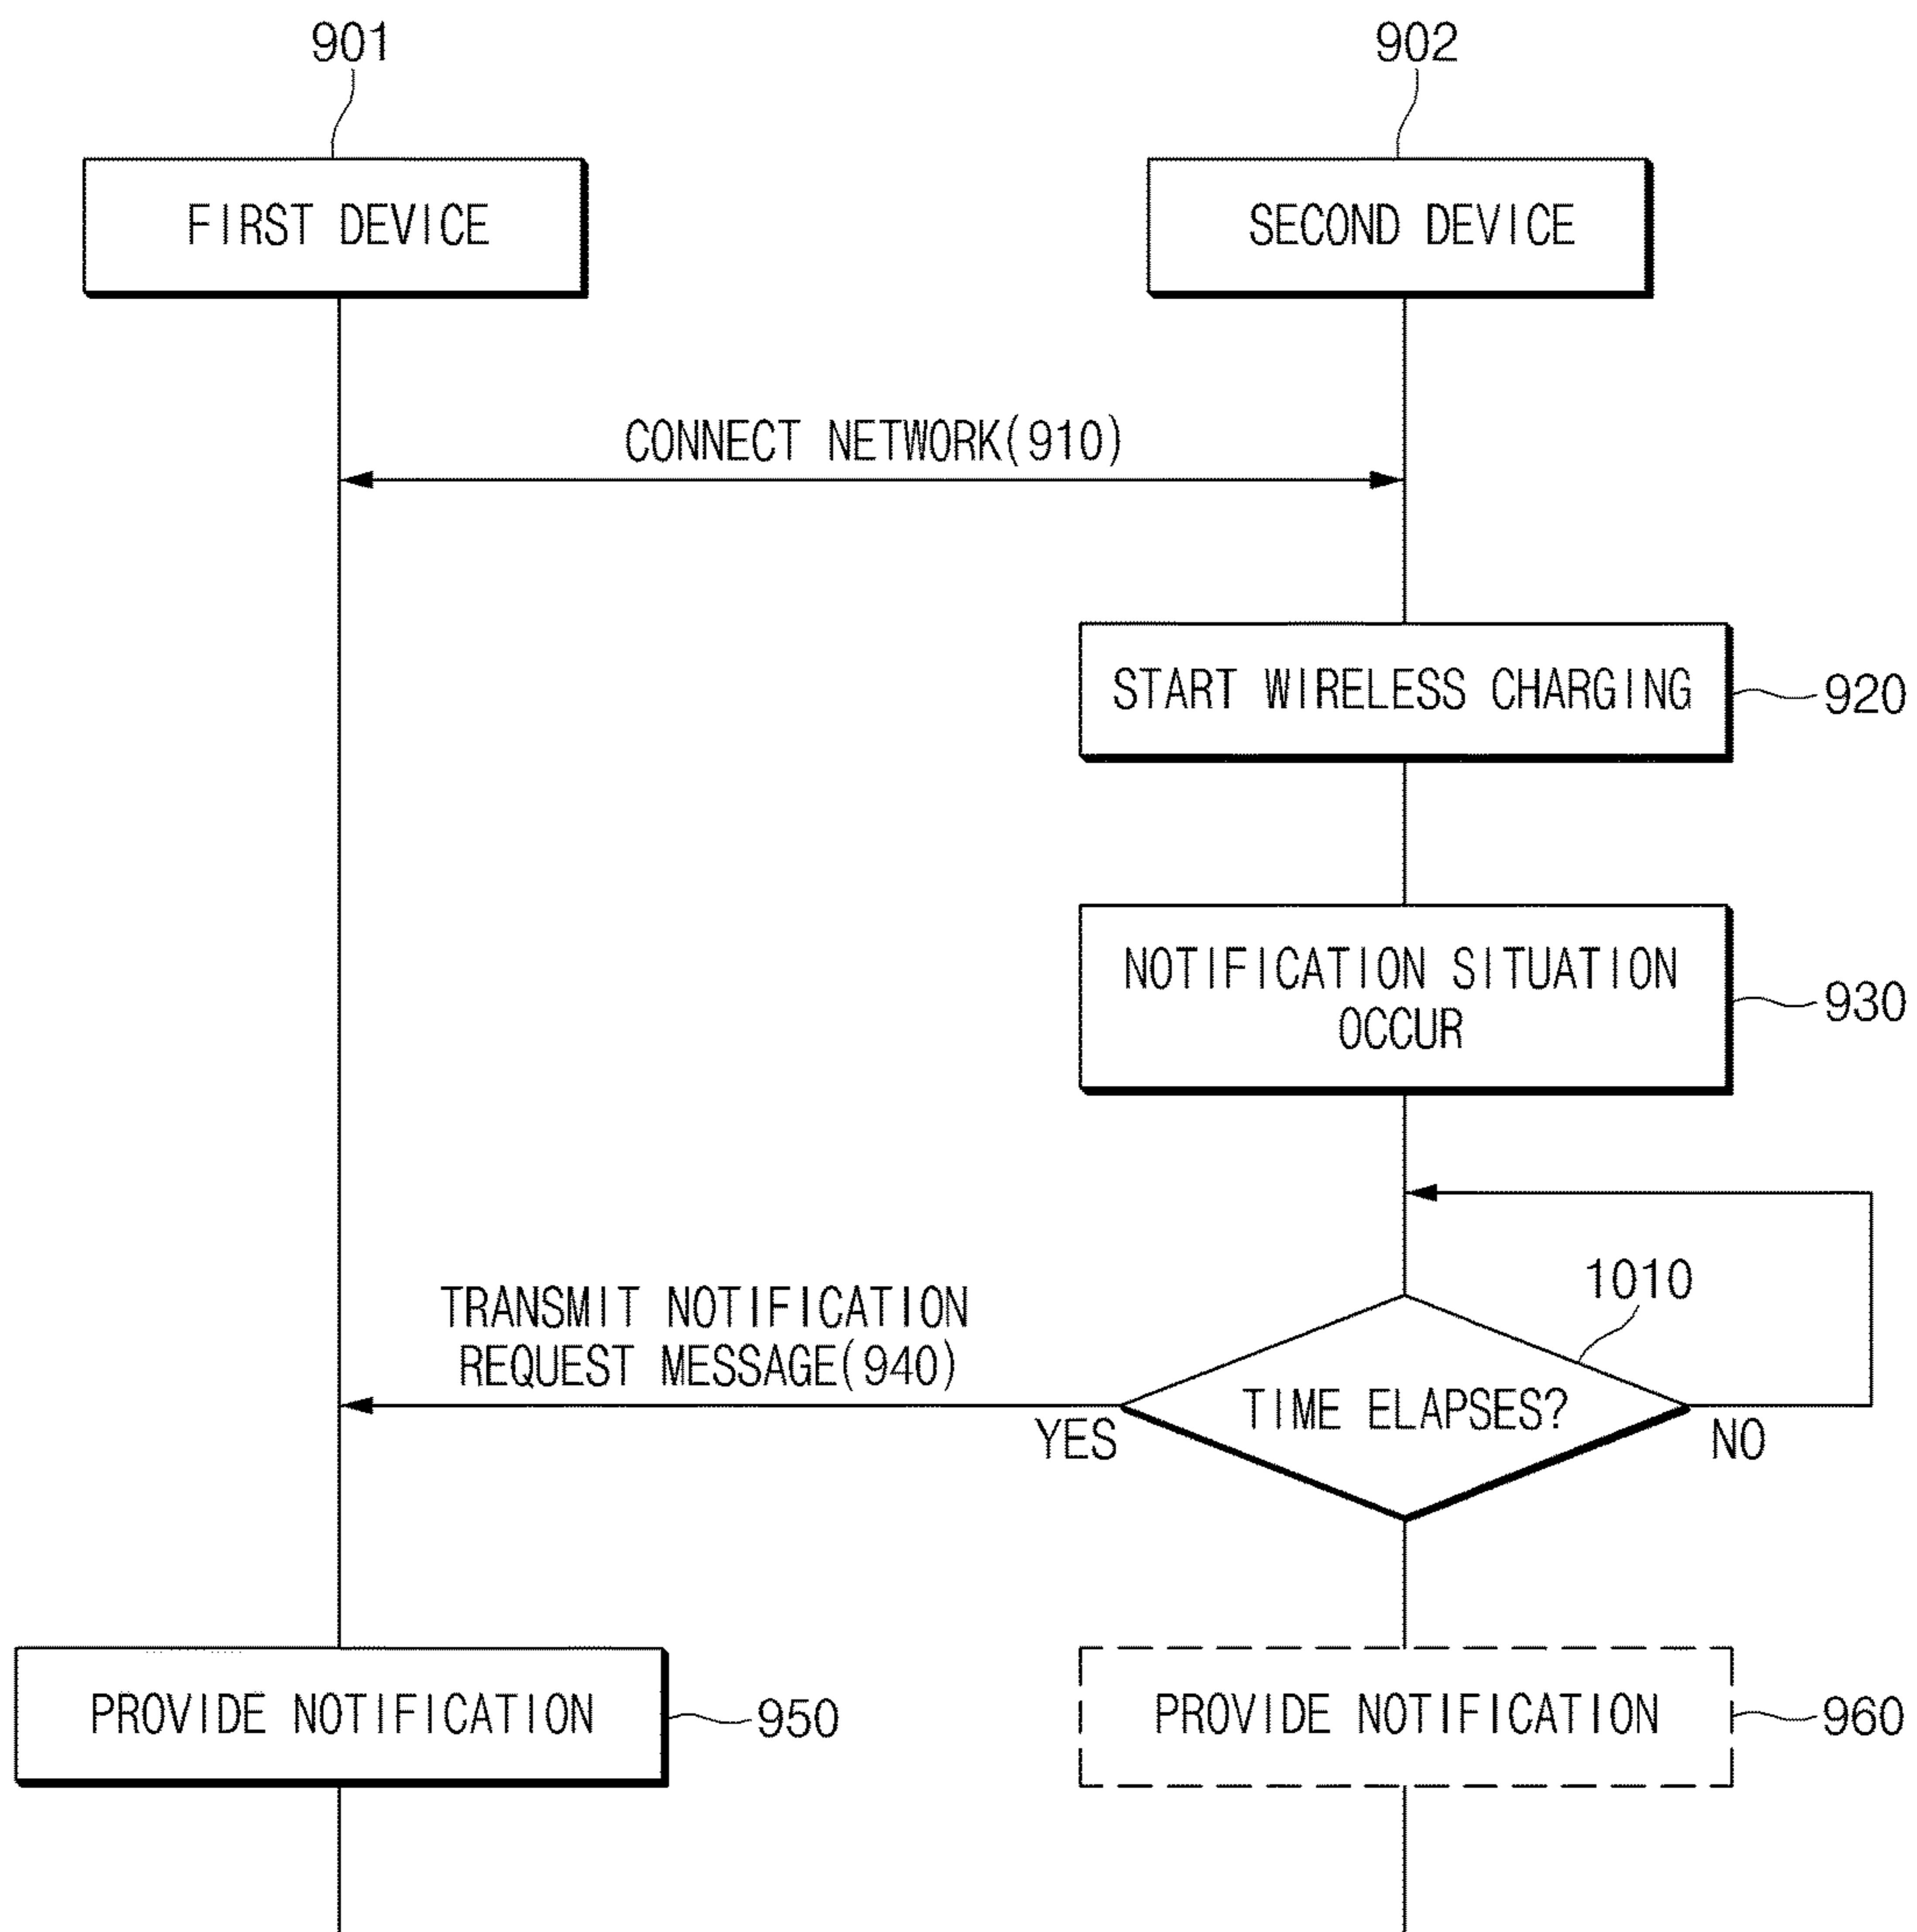 901
902
FIRST DEVICE
SECOND DEVICE
CONNECT NETWORK(910)
START WIRELESS CHARGING
920
NOTIFICATION SITUATION
OCCUR
930
1010
TRANSMIT NOTIFICATION
REQUEST MESSAGE(940)
TIME ELAPSES?
YES
NO
PROVIDE NOTIFICATION
950
PROVIDE NOTIFICATION
960